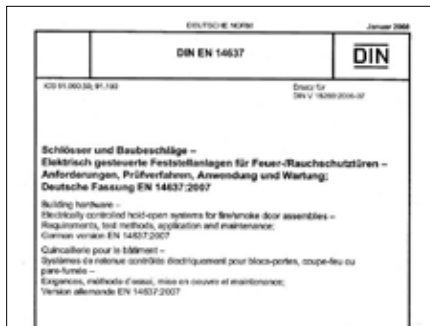 DEUTSCHE NORM
Januar 2008
DIN EN 14637
DIN
ICS 91.060.50; 91.190
Ersatz für
DIN V 18269:2006-07
Schlösser und Baubeschläge –
Elektrisch gesteuerte Feststellanlagen für Feuer-/Rauchschutztüren –
Anforderungen, Prüfverfahren, Anwendung und Wartung;
Deutsche Fassung EN 14637:2007
Building hardware –
Electrically controlled hold-open systems for fire/smoke door assemblies –
Requirements, test methods, application and maintenance;
German version EN 14637:2007
Quincaillerie pour le bâtiment –
Systèmes de retenue contrôlés électriquement pour blocs-portes, coupe-feu ou
pare-fumée –
Exigences, méthode d'essai, mise en oeuvre et maintenance;
Version allemande EN 14637:2007